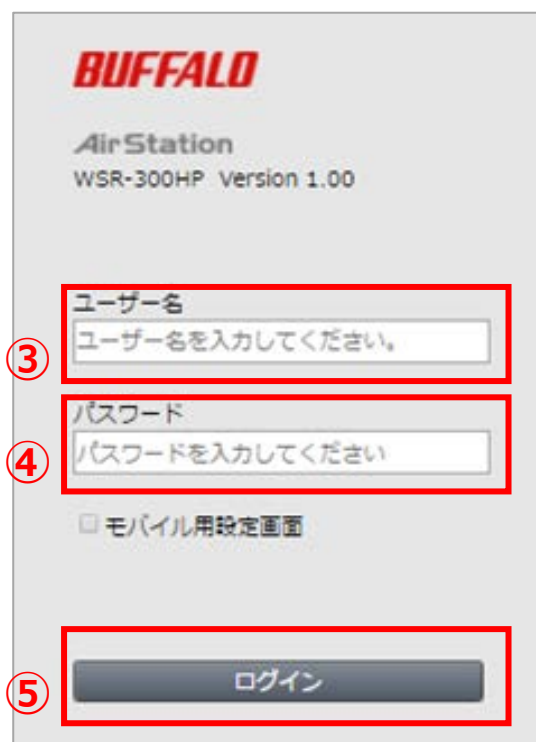 BUFFALO
AirStation
WSR-300HP Version 1.00
ユーザー名
③
ユーザー名を入力してください。
パスワード
④
パスワードを入力してください
モバイル用設定画面
⑤
ログイン